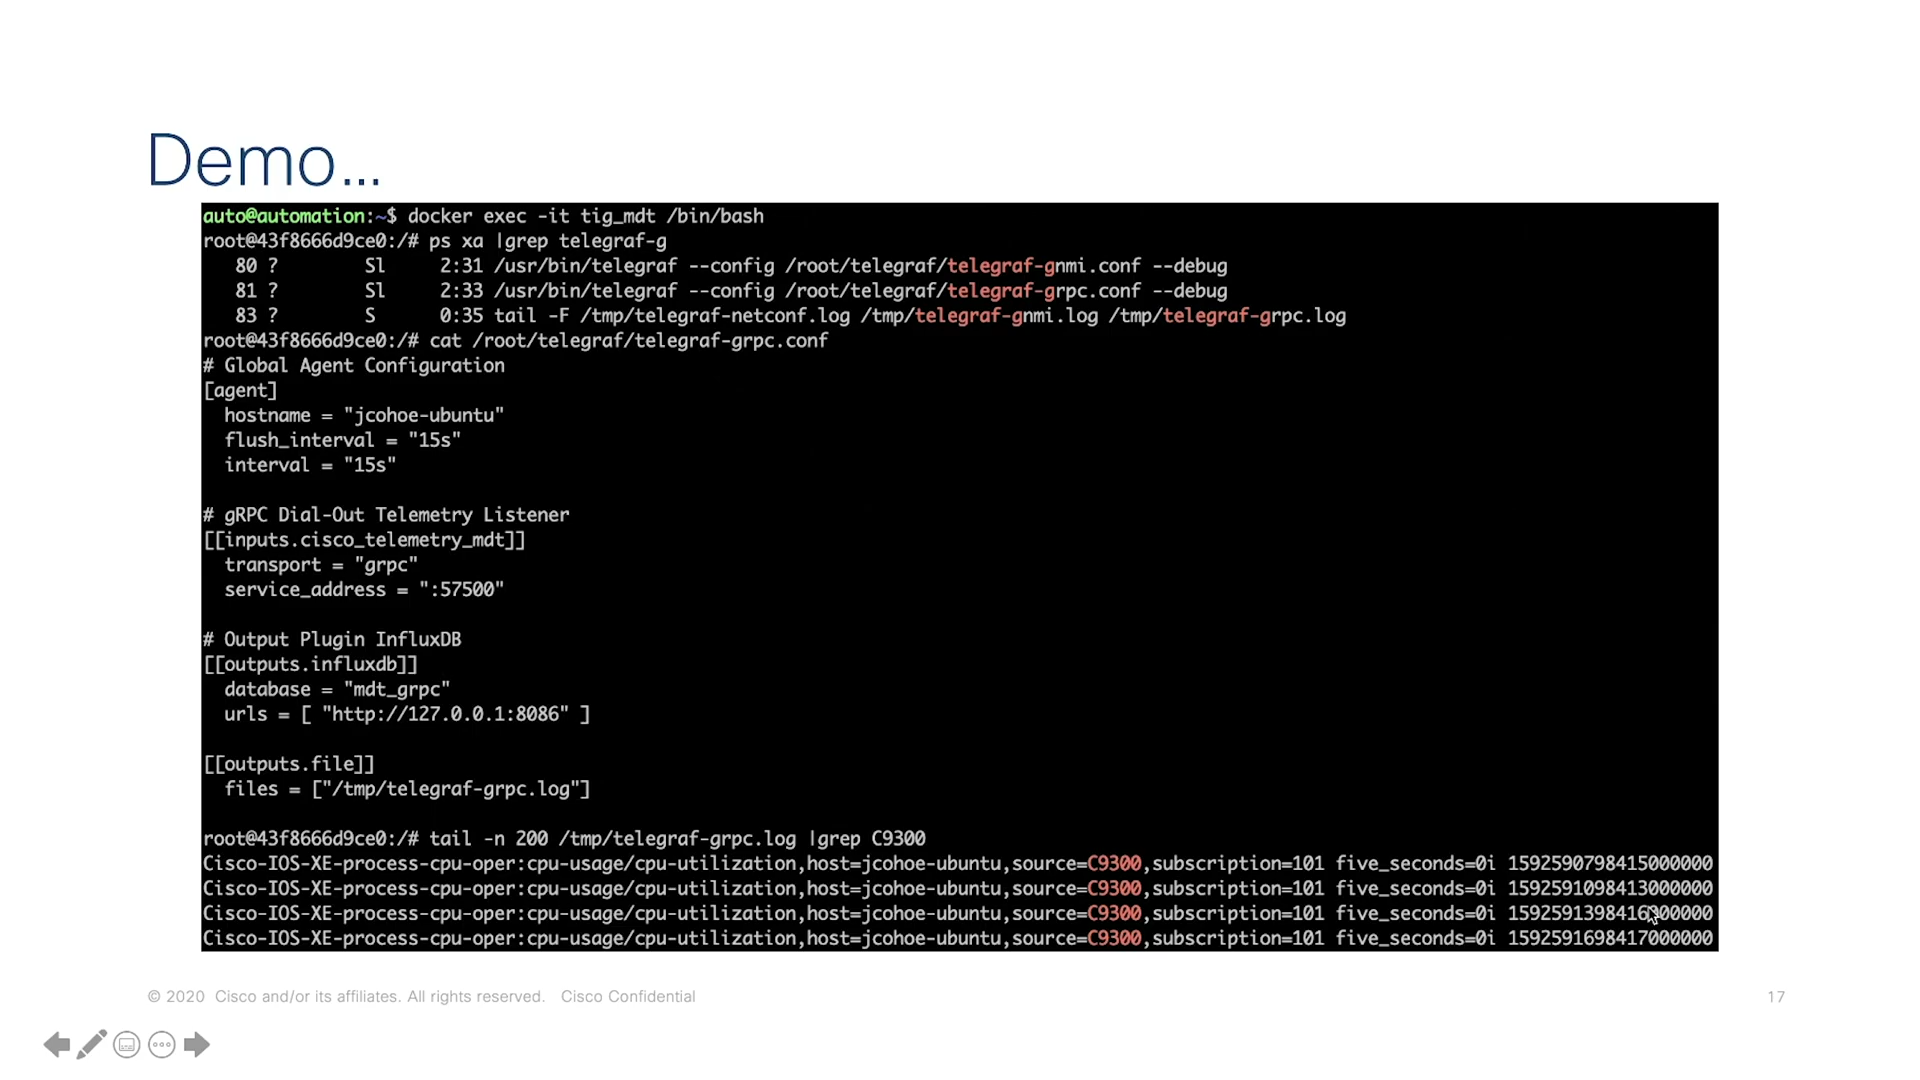 Demo...
auto@automation:~$ docker exec -it tig_mdt /bin/bash
root@43f8666d9ce0:/# ps xa |grep telegraf-g
   80 ?        Sl     2:31 /usr/bin/telegraf --config /root/telegraf/telegraf-gnmi.conf --debug
   81 ?        Sl     2:33 /usr/bin/telegraf --config /root/telegraf/telegraf-grpc.conf --debug
   83 ?        S      0:35 tail -F /tmp/telegraf-netconf.log /tmp/telegraf-gnmi.log /tmp/telegraf-grpc.log
root@43f8666d9ce0:/# cat /root/telegraf/telegraf-grpc.conf
# Global Agent Configuration
[agent]
  hostname = "jcohoe-ubuntu"
  flush_interval = "15s"
  interval = "15s"
# gRPC Dial-Out Telemetry Listener
[[inputs.cisco_telemetry_mdt]]
  transport = "grpc"
  service_address = ":57500"
# Output Plugin InfluxDB
[[outputs.influxdb]]
  database = "mdt_grpc"
  urls = [ "http://127.0.0.1:8086" ]
[[outputs.file]]
  files = ["/tmp/telegraf-grpc.log"]
root@43f8666d9ce0:/# tail -n 200 /tmp/telegraf-grpc.log |grep C9300
Cisco-IOS-XE-process-cpu-oper:cpu-usage/cpu-utilization,host=jcohoe-ubuntu,source=C9300,subscription=101 five_seconds=0i 1592590798415000000
Cisco-IOS-XE-process-cpu-oper:cpu-usage/cpu-utilization,host=jcohoe-ubuntu,source=C9300,subscription=101 five_seconds=0i 1592591098413000000
Cisco-IOS-XE-process-cpu-oper:cpu-usage/cpu-utilization,host=jcohoe-ubuntu,source=C9300,subscription=101 five_seconds=0i 1592591398416000000
Cisco-IOS-XE-process-cpu-oper:cpu-usage/cpu-utilization,host=jcohoe-ubuntu,source=C9300,subscription=101 five_seconds=0i 1592591698417000000
© 2020 Cisco and/or its affiliates. All rights reserved. Cisco Confidential
17